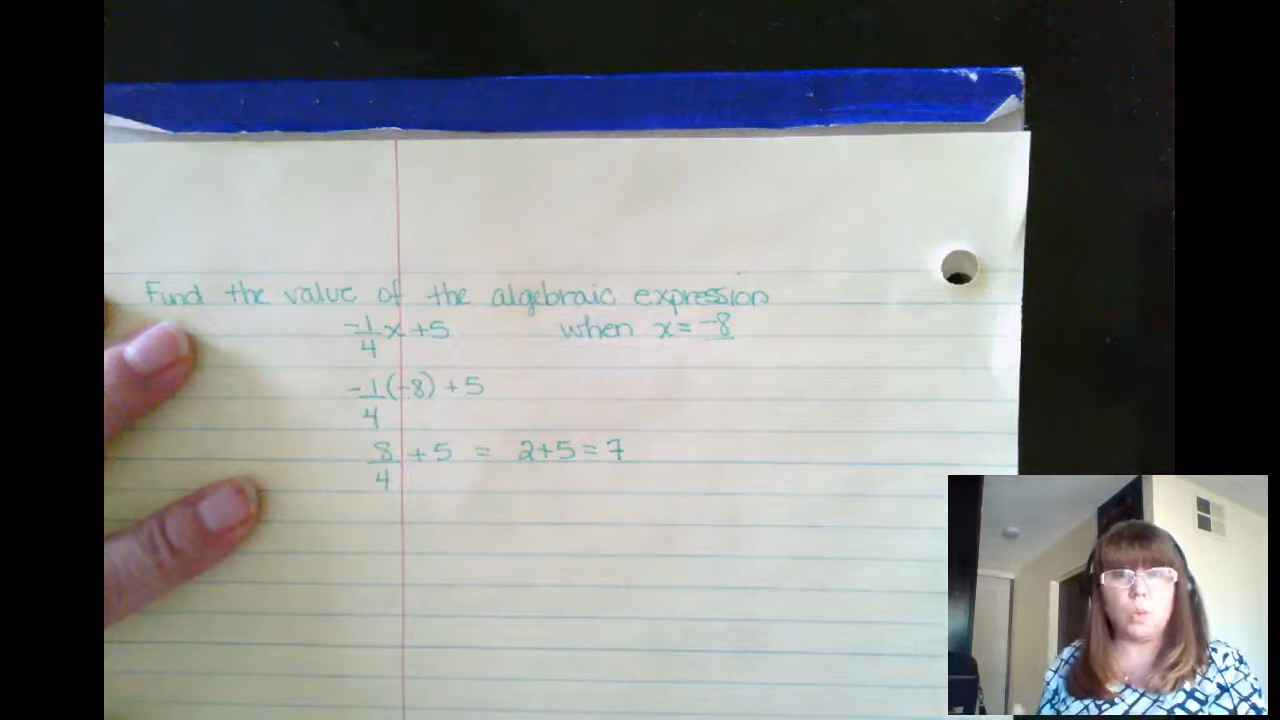 Find the value of the algebraic expression
-1/4 x + 5 when x = -8
-1/4 (-8) + 5
8/4 + 5 = 2 + 5 = 7